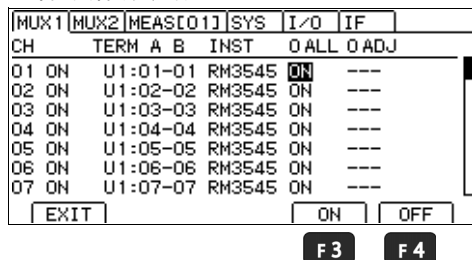 MUX1 MUX2 MEAS[01] SYS I/O IF
CH TERM A B INST 0 ALL 0 ADJ
01 ON U1:01-01 RM3545 ON ---
02 ON U1:02-02 RM3545 ON ---
03 ON U1:03-03 RM3545 ON ---
04 ON U1:04-04 RM3545 ON ---
05 ON U1:05-05 RM3545 ON ---
06 ON U1:06-06 RM3545 ON ---
07 ON U1:07-07 RM3545 ON ---
EXIT ON OFF
F 3 F 4